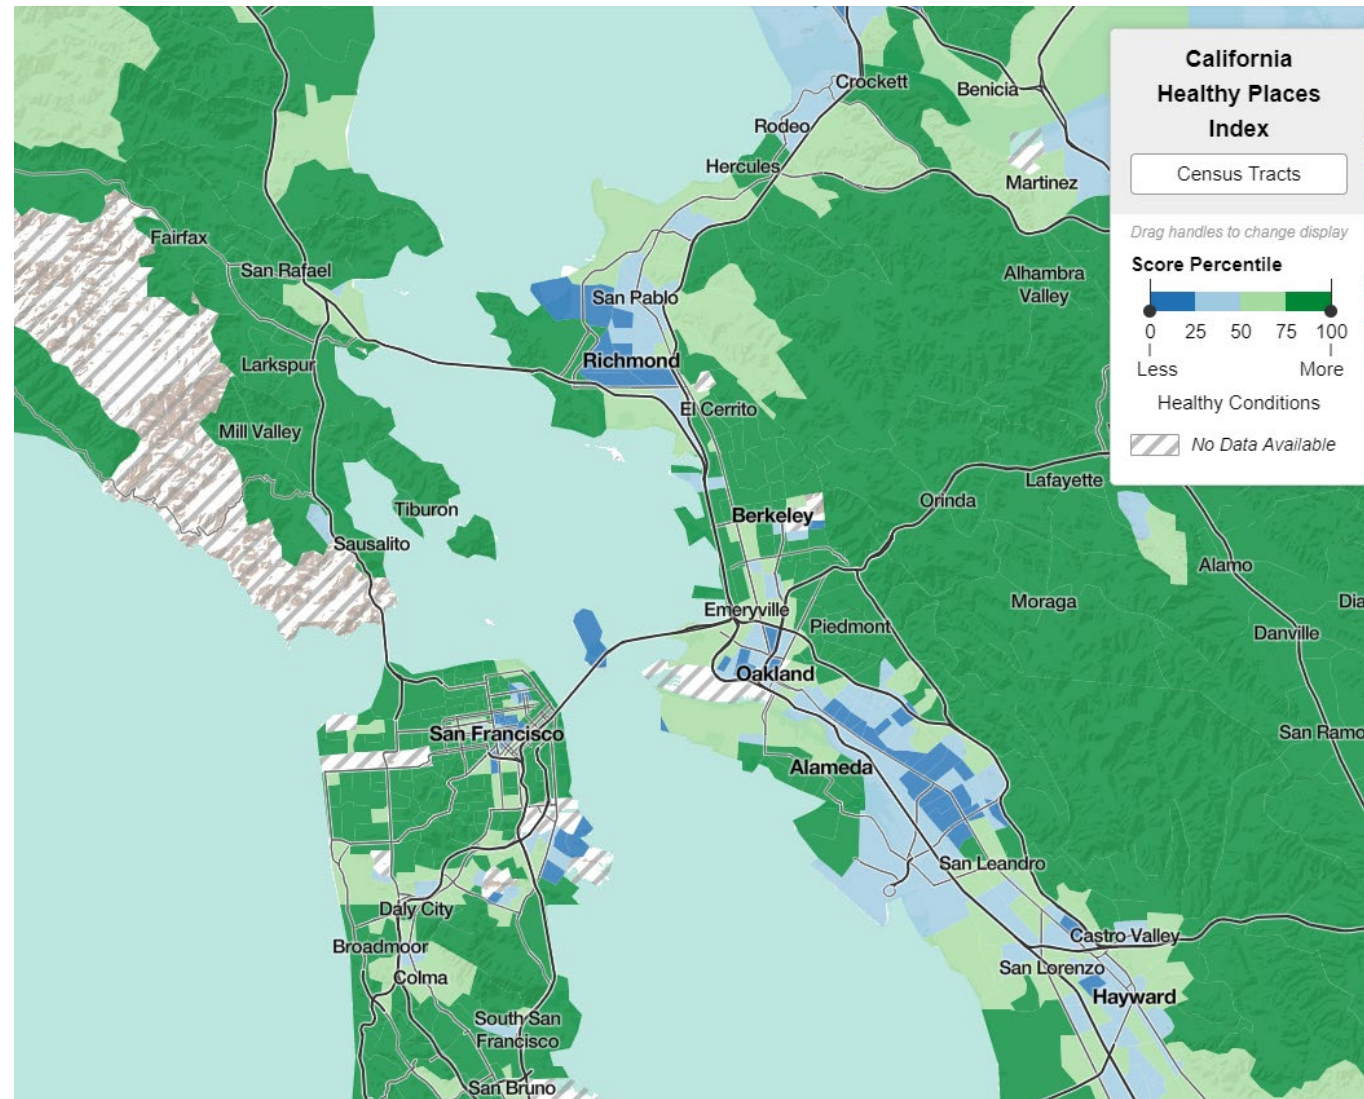 Crockett
Benicia
Rodeo
Hercules
Martinez
Fairfax
San Rafael
San Pablo
Alhambra
Valley
Richmond
Larkspur
El Cerrito
Mill Valley
Lafayette
Orinda
Tiburon
Berkeley
Sausalito
Alamo
Emeryville
Moraga
Piedmont
Dia
Danville
Oakland
San Francisco
San Ramo
Alameda
San Leandro
Daly City
Broadmoor
Castro Valley
San Lorenzo
Colma
Hayward
South San
Francisco
San Bruno
California
Healthy Places
Index
Census Tracts
Drag handles to change display
Score Percentile
0 25 50 75 100
Less More
Healthy Conditions
No Data Available